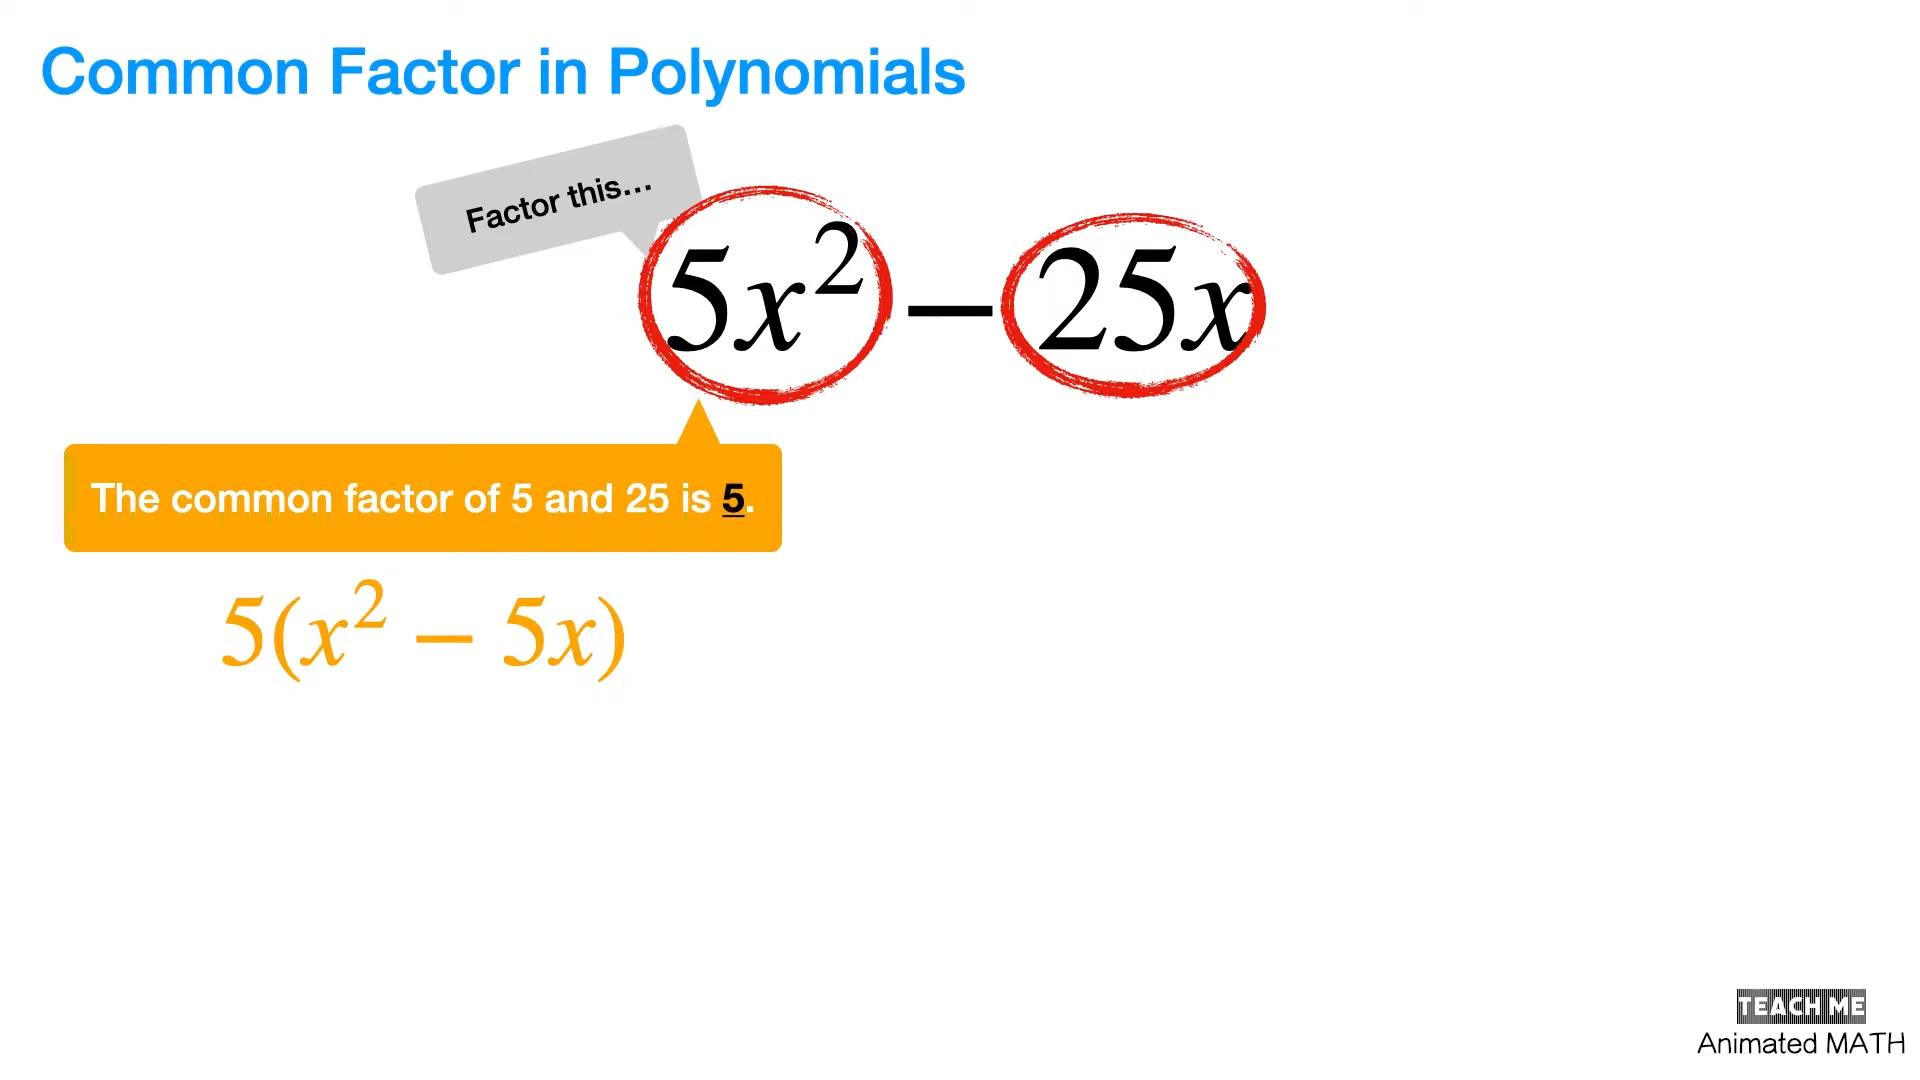 Common Factor in Polynomials
Factor this...
5x² − 25x
The common factor of 5 and 25 is 5.
5(x² − 5x)
TEACH ME
Animated MATH